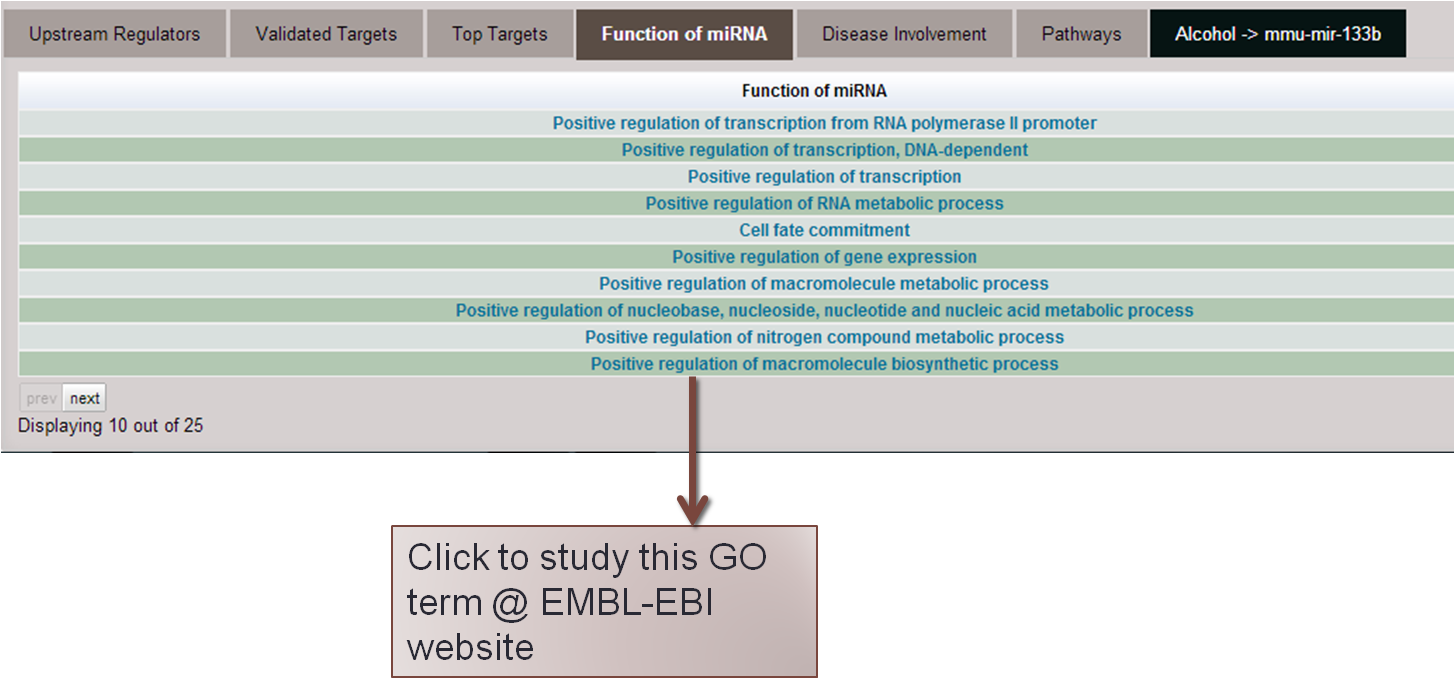 Upstream Regulators Validated Targets Top Targets Function of miRNA Disease Involvement Pathways Alcohol -> mmu-mir-133b
Function of miRNA
Positive regulation of transcription from RNA polymerase II promoter
Positive regulation of transcription, DNA-dependent
Positive regulation of transcription
Positive regulation of RNA metabolic process
Cell fate commitment
Positive regulation of gene expression
Positive regulation of macromolecule metabolic process
Positive regulation of nucleobase, nucleoside, nucleotide and nucleic acid metabolic process
Positive regulation of nitrogen compound metabolic process
Positive regulation of macromolecule biosynthetic process
prev next
Displaying 10 out of 25
Click to study this GO
term @ EMBL-EBI
website